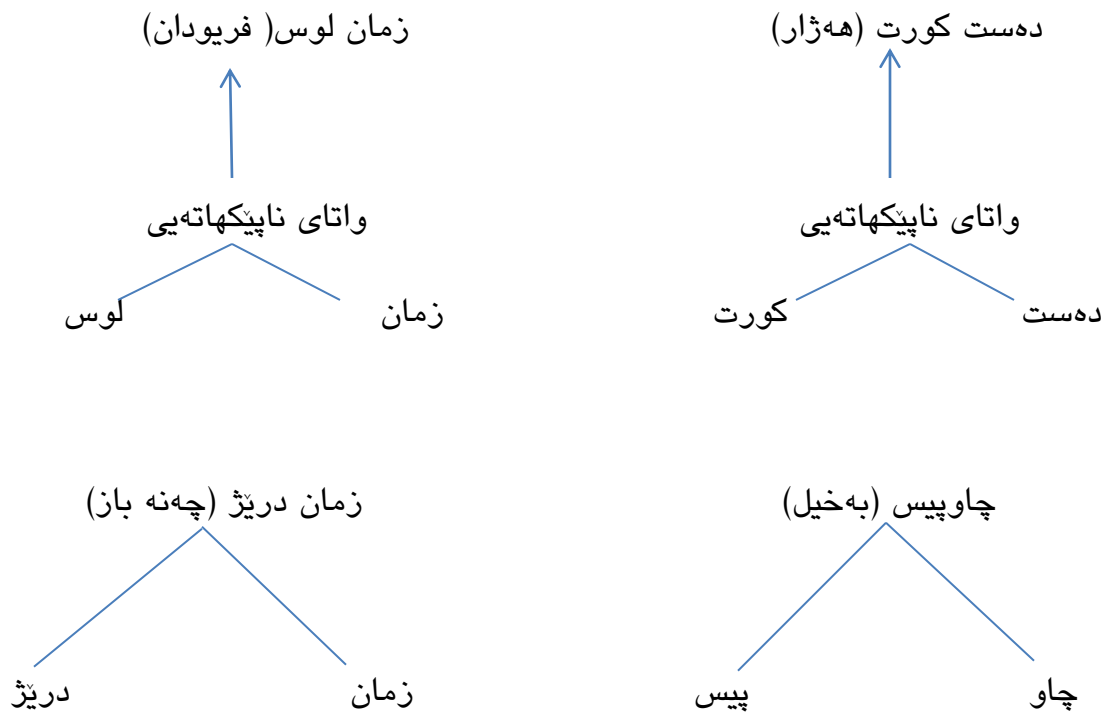 دەست کورت (هەژار)
زمان لوس( فریودان)
واتای ناپێکهاتەیی
واتای ناپێکهاتەیی
دەست
کورت
زمان
لوس
چاوپیس (بەخیل)
زمان درێژ (چەنە باز)
چاو
پیس
زمان
درێژ